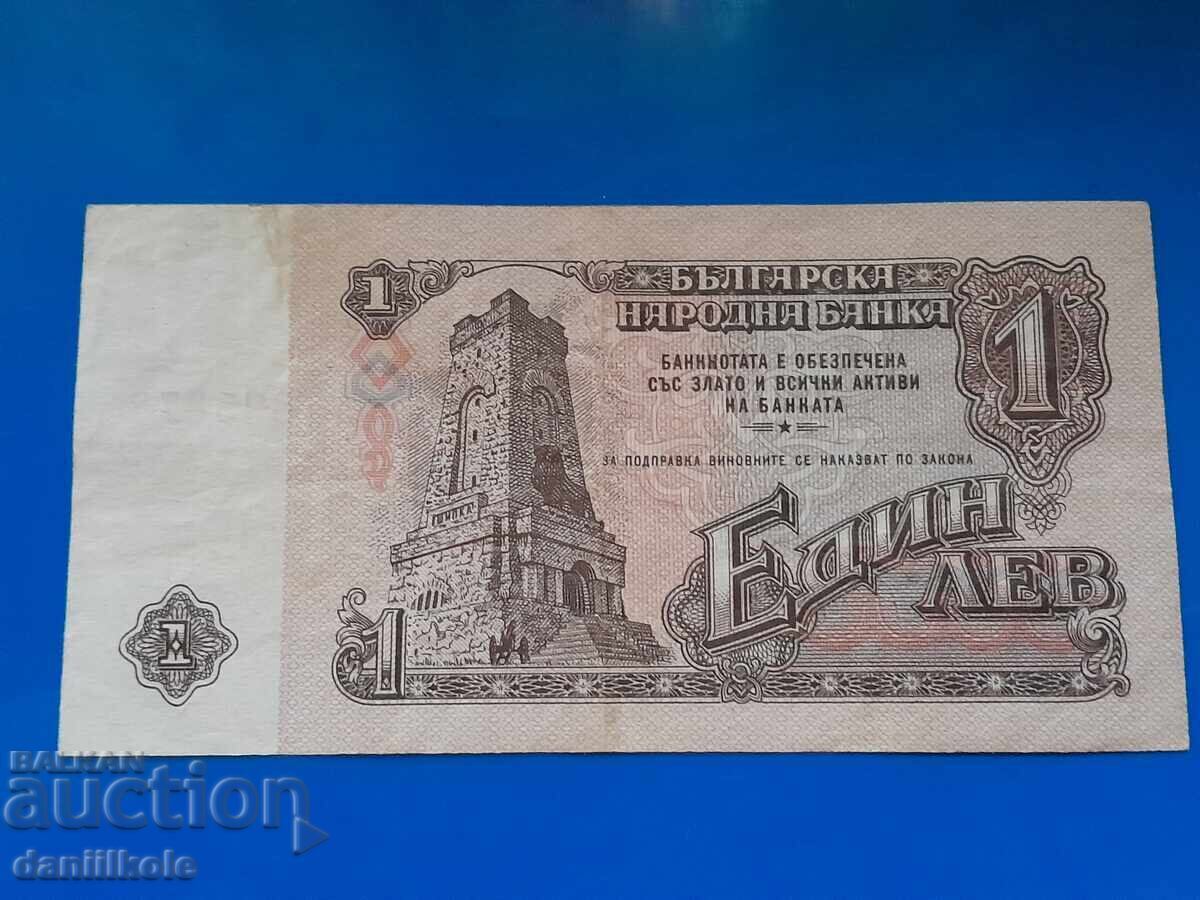 1
БЪЛГАРСКА
НАРОДНА БАНКА
1
БАНКНОТАТА Е ОБЕЗПЕЧЕНА
СЪС ЗЛАТО И ВСИЧКИ АКТИВИ
НА БАНКАТА
ЗА ПОДПРАВКА ВИНОВНИТЕ СЕ НАКАЗВАТ ПО ЗАКОНА
ЕДИН
ЛЕВ
1
1
BALKAN
auction
daniilkole